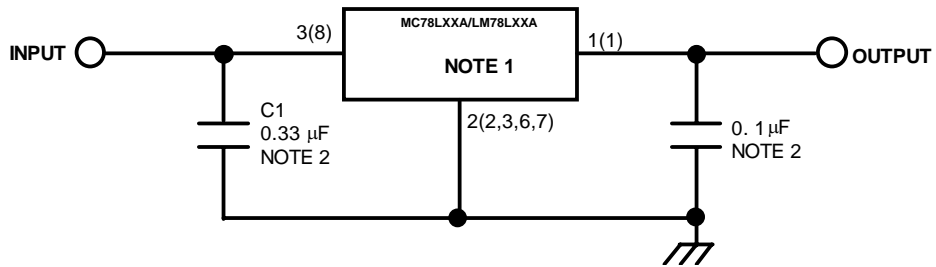 MC78LXXA/LM78LXXA
3(8)
1(1)
INPUT
NOTE 1
OUTPUT
C1
0.33 μF
NOTE 2
2(2,3,6,7)
0. 1μF
NOTE 2